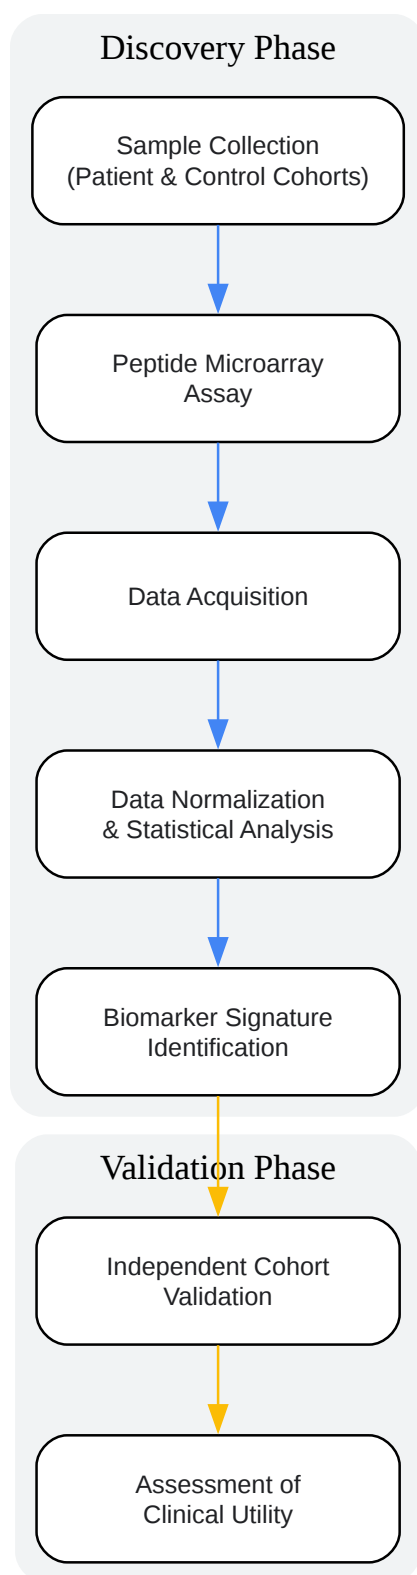 Discovery Phase
Sample Collection
(Patient & Control Cohorts)
Peptide Microarray
Assay
Data Acquisition
Data Normalization
& Statistical Analysis
Biomarker Signature
Identification
Validation Phase
Independent Cohort
Validation
Assessment of
Clinical Utility